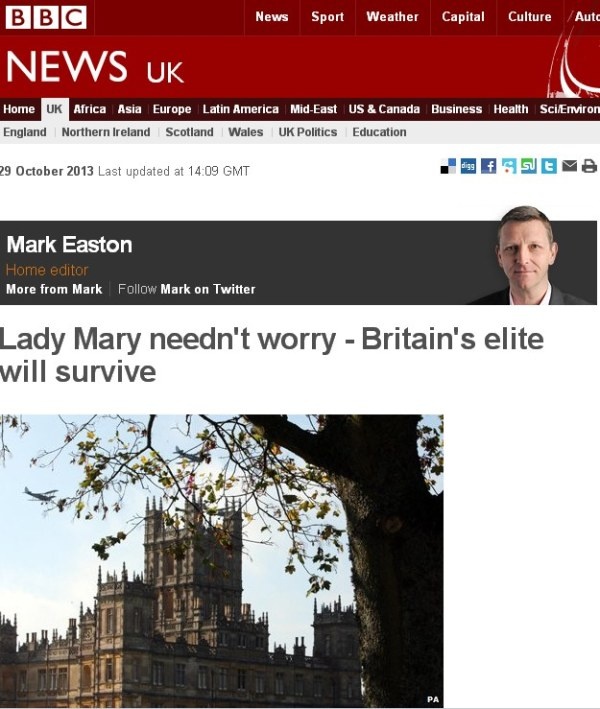 BBC News Sport Weather Capital Culture Auto
NEWS UK
Home UK Africa Asia Europe Latin America Mid-East US & Canada Business Health Sci/Environ
England Northern Ireland Scotland Wales UK Politics Education
29 October 2013 Last updated at 14:09 GMT
digg
Mark Easton
Home editor
More from Mark Follow Mark on Twitter
Lady Mary needn't worry - Britain's elite
will survive
PA